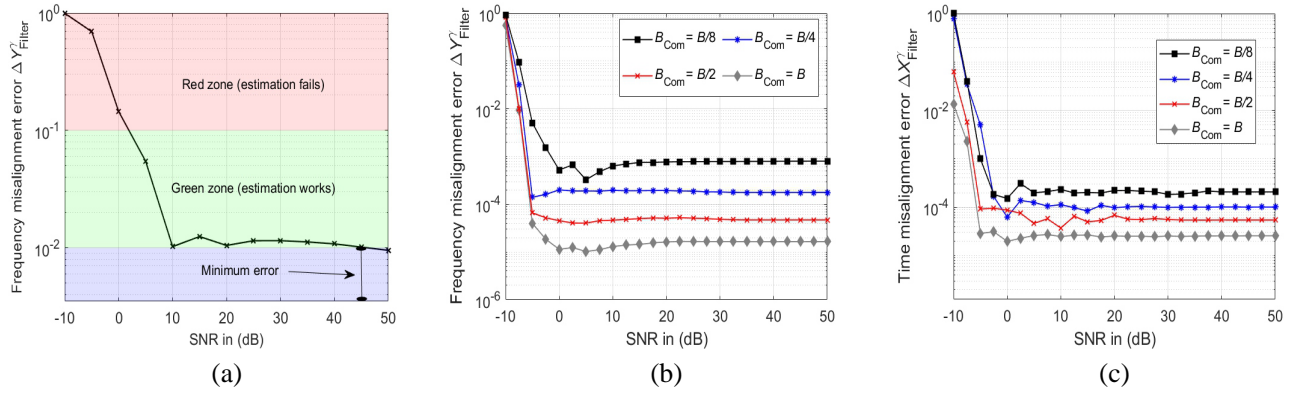 Frequency misalignment error ΔY^γ_Filter
10^0
10^-1
10^-2
Red zone (estimation fails)
Green zone (estimation works)
Minimum error
-10 0 10 20 30 40 50
SNR in (dB)
(a)
Frequency misalignment error ΔY^γ_Filter
10^0
10^-2
10^-4
10^-6
B_Com = B/8
B_Com = B/4
B_Com = B/2
B_Com = B
-10 0 10 20 30 40 50
SNR in (dB)
(b)
Time misalignment error ΔX^γ_Filter
10^0
10^-2
10^-4
B_Com = B/8
B_Com = B/4
B_Com = B/2
B_Com = B
-10 0 10 20 30 40 50
SNR in (dB)
(c)